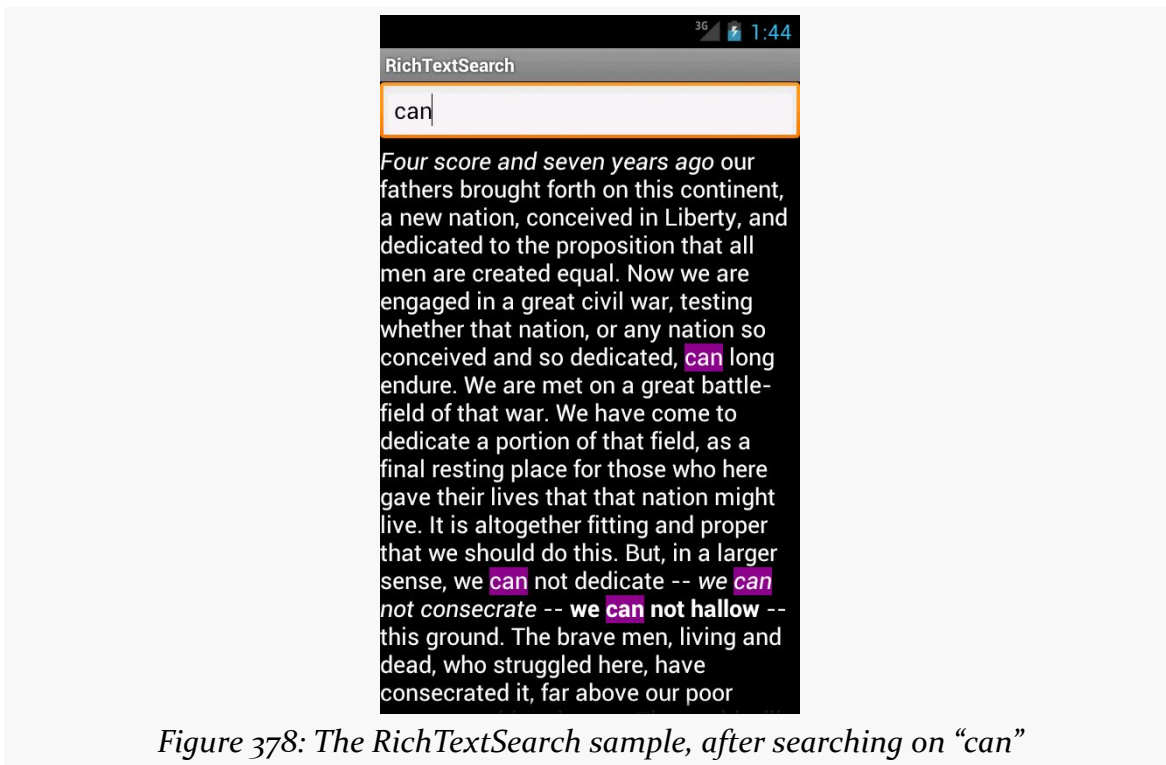 3G 1:44
RichTextSearch
can
Four score and seven years ago our
fathers brought forth on this continent,
a new nation, conceived in Liberty, and
dedicated to the proposition that all
men are created equal. Now we are
engaged in a great civil war, testing
whether that nation, or any nation so
conceived and so dedicated, can long
endure. We are met on a great battle-
field of that war. We have come to
dedicate a portion of that field, as a
final resting place for those who here
gave their lives that that nation might
live. It is altogether fitting and proper
that we should do this. But, in a larger
sense, we can not dedicate -- we can
not consecrate -- we can not hallow --
this ground. The brave men, living and
dead, who struggled here, have
consecrated it, far above our poor
Figure 378: The RichTextSearch sample, after searching on “can”